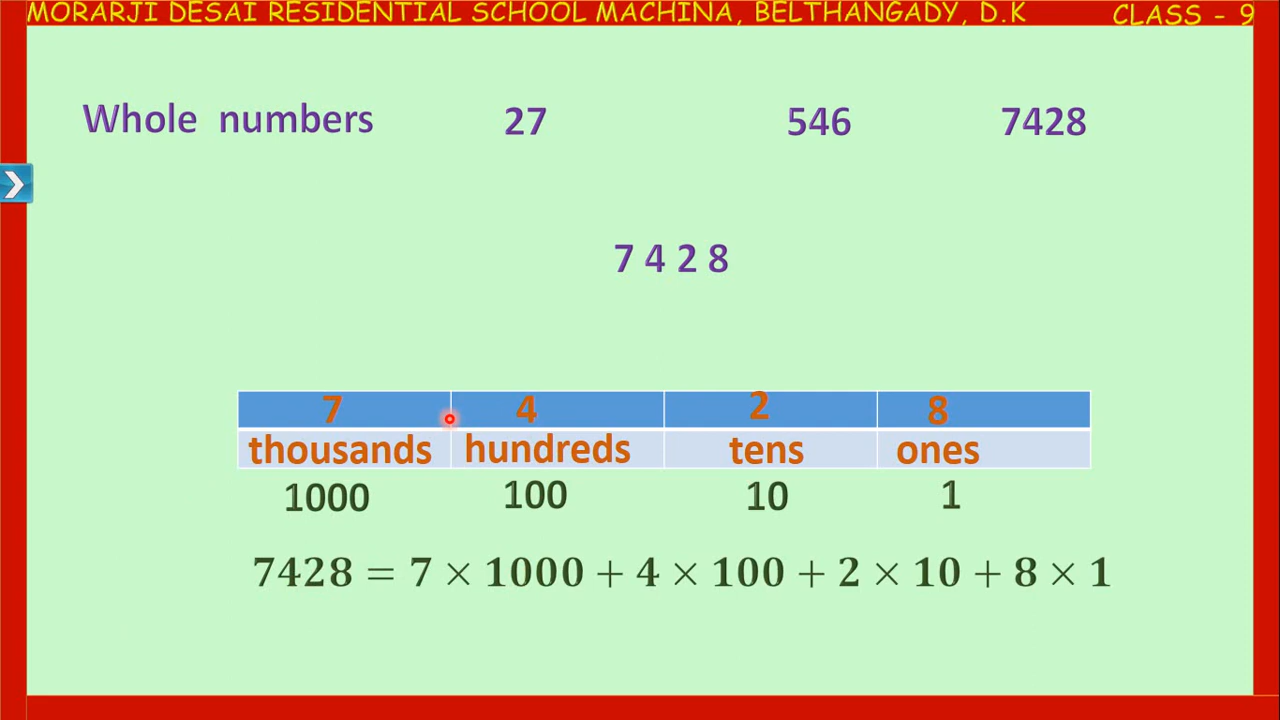 MORARJI DESAI RESIDENTIAL SCHOOL MACHINA, BELTHANGADY, D.K CLASS - 9
Whole numbers 27 546 7428
7 4 2 8
7 4 2 8
thousands hundreds tens ones
1000 100 10 1
7428 = 7 × 1000 + 4 × 100 + 2 × 10 + 8 × 1